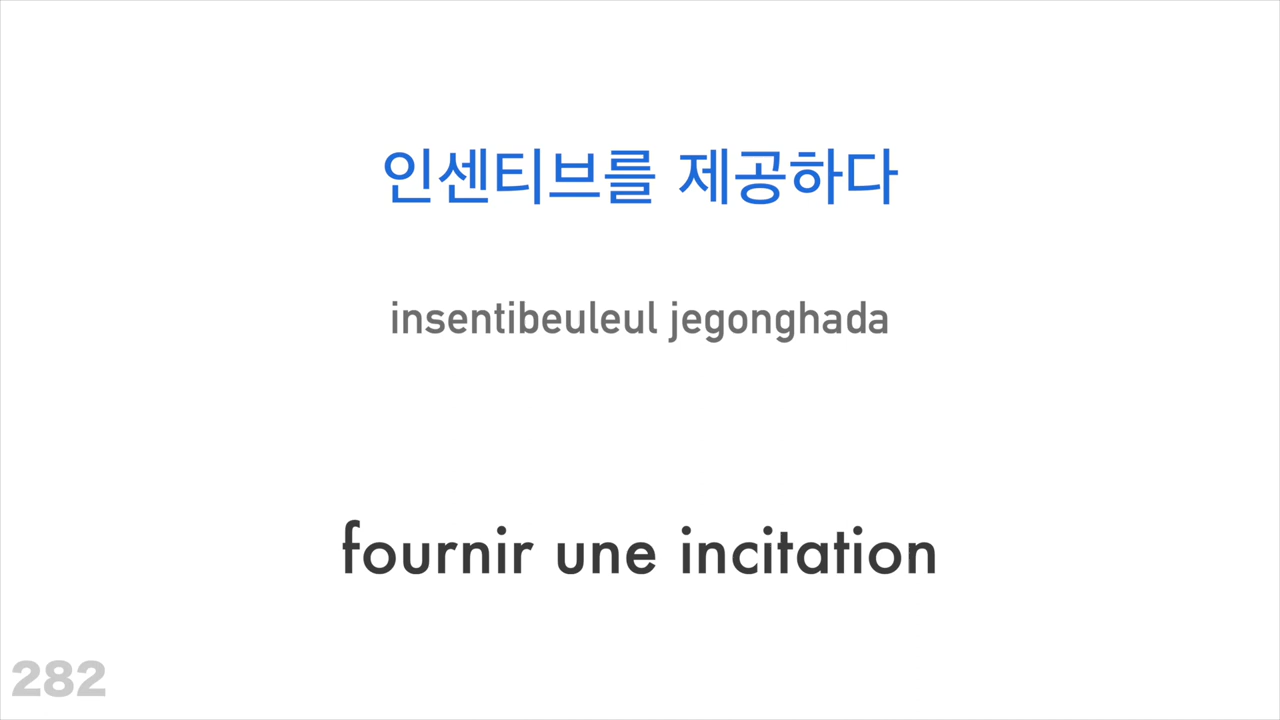 인센티브를 제공하다
insentibeuleul jegonghada
fournir une incitation
282